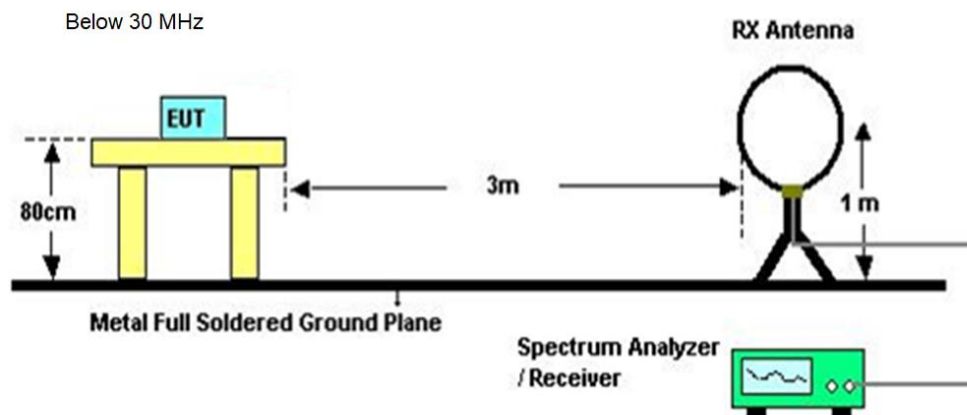 Below 30 MHz
RX Antenna
EUT
3m
80cm
1 m
Metal Full Soldered Ground Plane
Spectrum Analyzer
/ Receiver